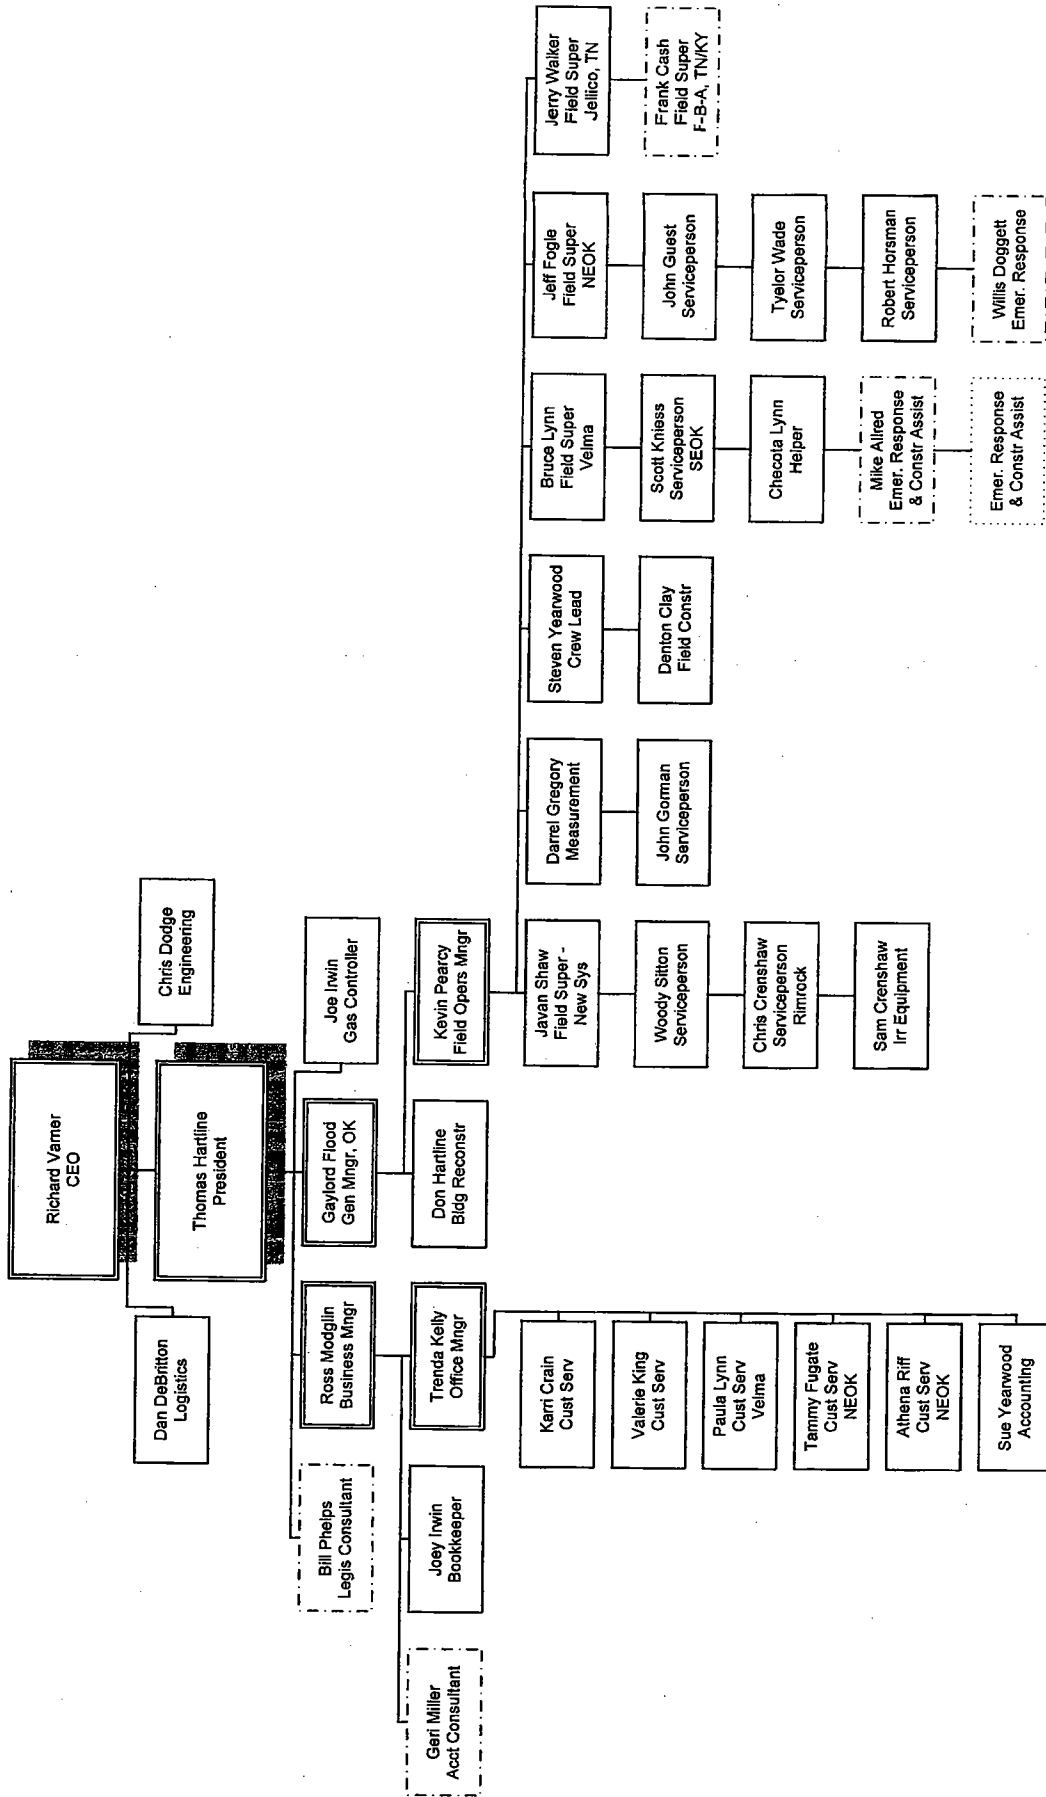 Richard Varner
CEO
Dan DeBritton
Logistics
Chris Dodge
Engineering
Thomas Hartline
President
Bill Phelps
Legis Consultant
Ross Modglin
Business Mngr
Gaylord Flood
Gen Mngr, OK
Joe Irwin
Gas Controller
Geri Miller
Acct Consultant
Joey Irwin
Bookkeeper
Trenda Kelly
Office Mngr
Don Hartline
Bldg Reconstr
Kevin Pearcy
Field Opers Mngr
Karri Crain
Cust Serv
Valerie King
Cust Serv
Paula Lynn
Cust Serv
Velma
Tammy Fugate
Cust Serv
NEOK
Athena Riff
Cust Serv
NEOK
Sue Yearwood
Accounting
Javan Shaw
Field Super -
New Sys
Woody Sitton
Serviceperson
Chris Crenshaw
Serviceperson
Rimrock
Sam Crenshaw
Irr Equipment
Darrel Gregory
Measurement
John Gorman
Serviceperson
Steven Yearwood
Crew Lead
Denton Clay
Field Constr
Bruce Lynn
Field Super
Velma
Scott Kniess
Serviceperson
SEOK
Checota Lynn
Helper
Mike Allred
Emer. Response
& Constr Assist
Emer. Response
& Constr Assist
Jeff Fogle
Field Super
NEOK
John Guest
Serviceperson
Tyelor Wade
Serviceperson
Robert Horsman
Serviceperson
Willis Doggett
Emer. Response
Jerry Walker
Field Super
Jellico, TN
Frank Cash
Field Super
F-B-A, TN/KY